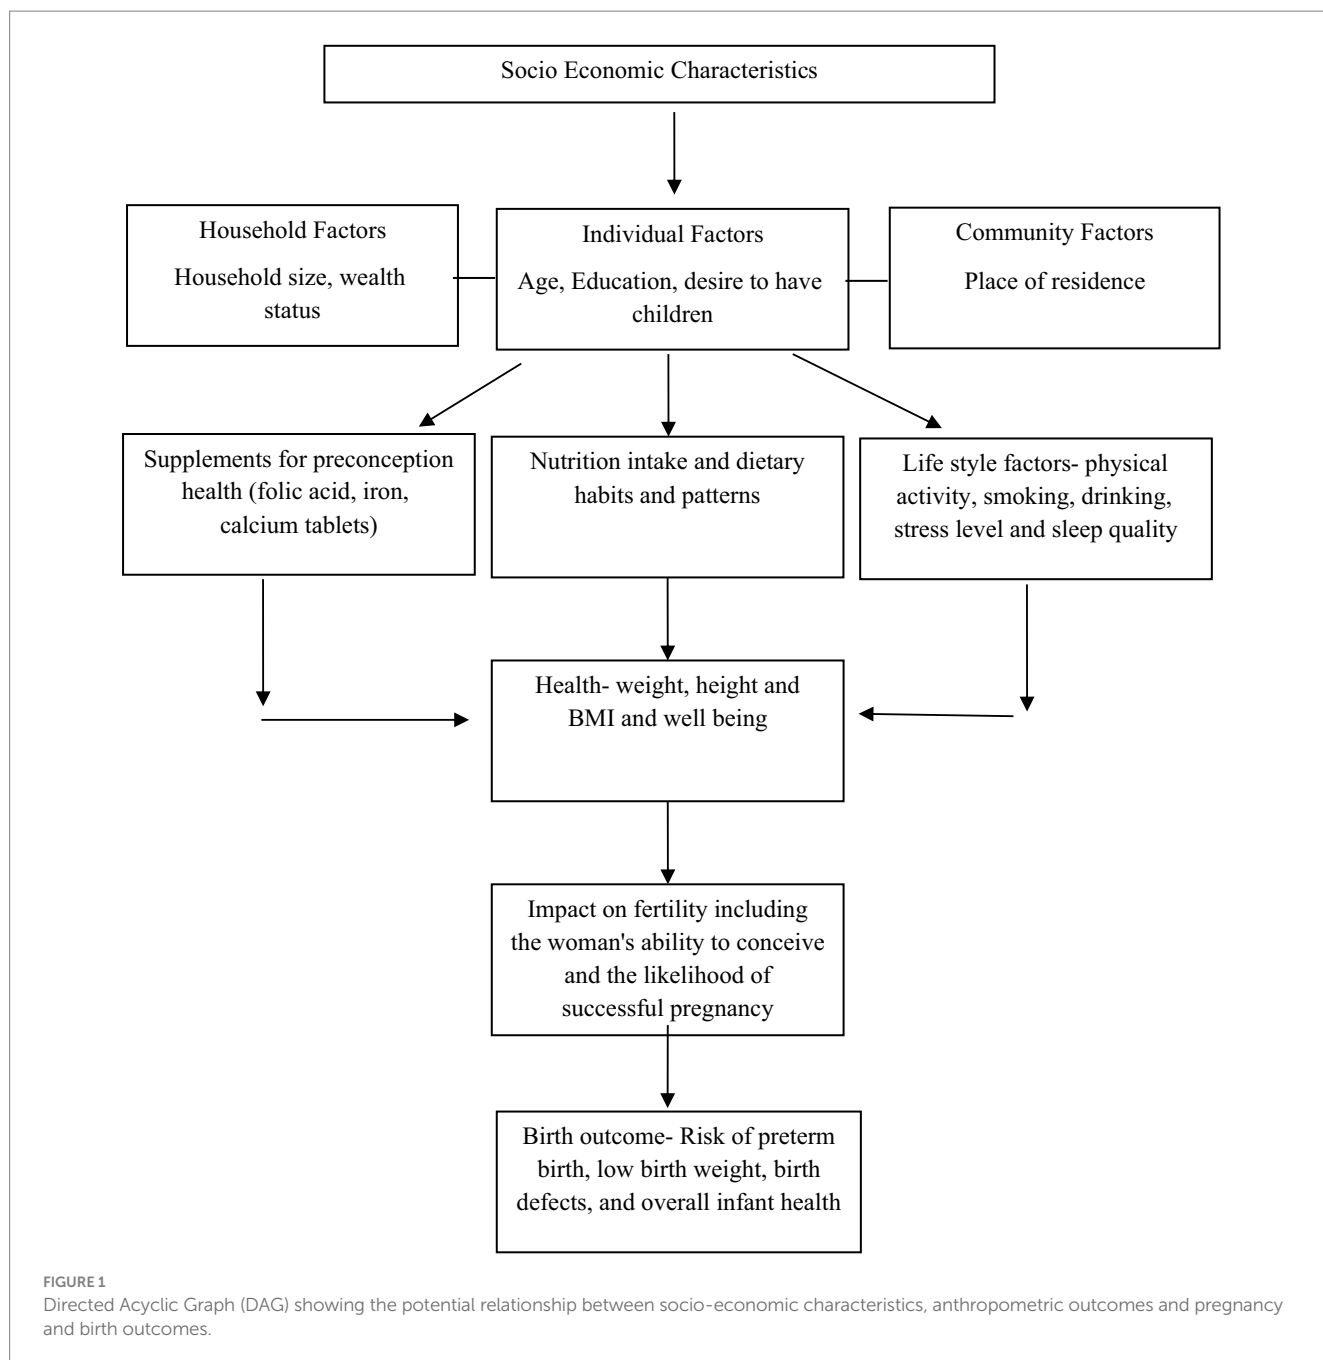 Socio Economic Characteristics
Household Factors
Household size, wealth
status
Individual Factors
Age, Education, desire to have
children
Community Factors
Place of residence
Supplements for preconception
health (folic acid, iron,
calcium tablets)
Nutrition intake and dietary
habits and patterns
Life style factors- physical
activity, smoking, drinking,
stress level and sleep quality
Health- weight, height and
BMI and well being
Impact on fertility including
the woman's ability to conceive
and the likelihood of
successful pregnancy
Birth outcome- Risk of preterm
birth, low birth weight, birth
defects, and overall infant health
FIGURE 1
Directed Acyclic Graph (DAG) showing the potential relationship between socio-economic characteristics, anthropometric outcomes and pregnancy
and birth outcomes.